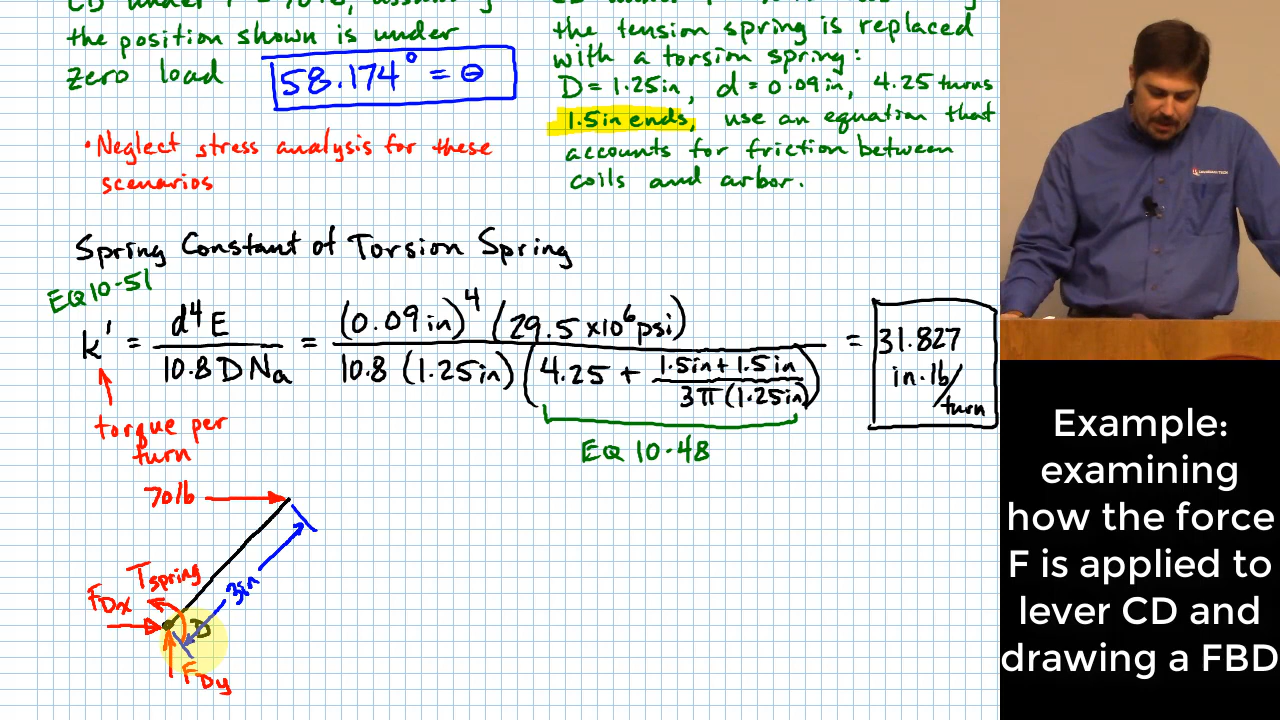 the position shown is under
zero load
58.174° = θ
• Neglect stress analysis for these
scenarios
the tension spring is replaced
with a torsion spring:
D = 1.25in, d = 0.09in, 4.25 turns
1.5in ends, use an equation that
accounts for friction between
coils and arbor.
LOUISIANA TECH
Spring Constant of Torsion Spring
EQ 10-51
k' = d⁴E / 10.8 D Na = (0.09in)⁴ (29.5 x10⁶ psi) / 10.8 (1.25in) (4.25 + 1.5in + 1.5in / 3π (1.25in)) = 31.827 in·lb/turn
EQ 10-48
torque per
turn
70lb
3in
Tspring
FDx
D
FDy
Example:
examining
how the force
F is applied to
lever CD and
drawing a FBD